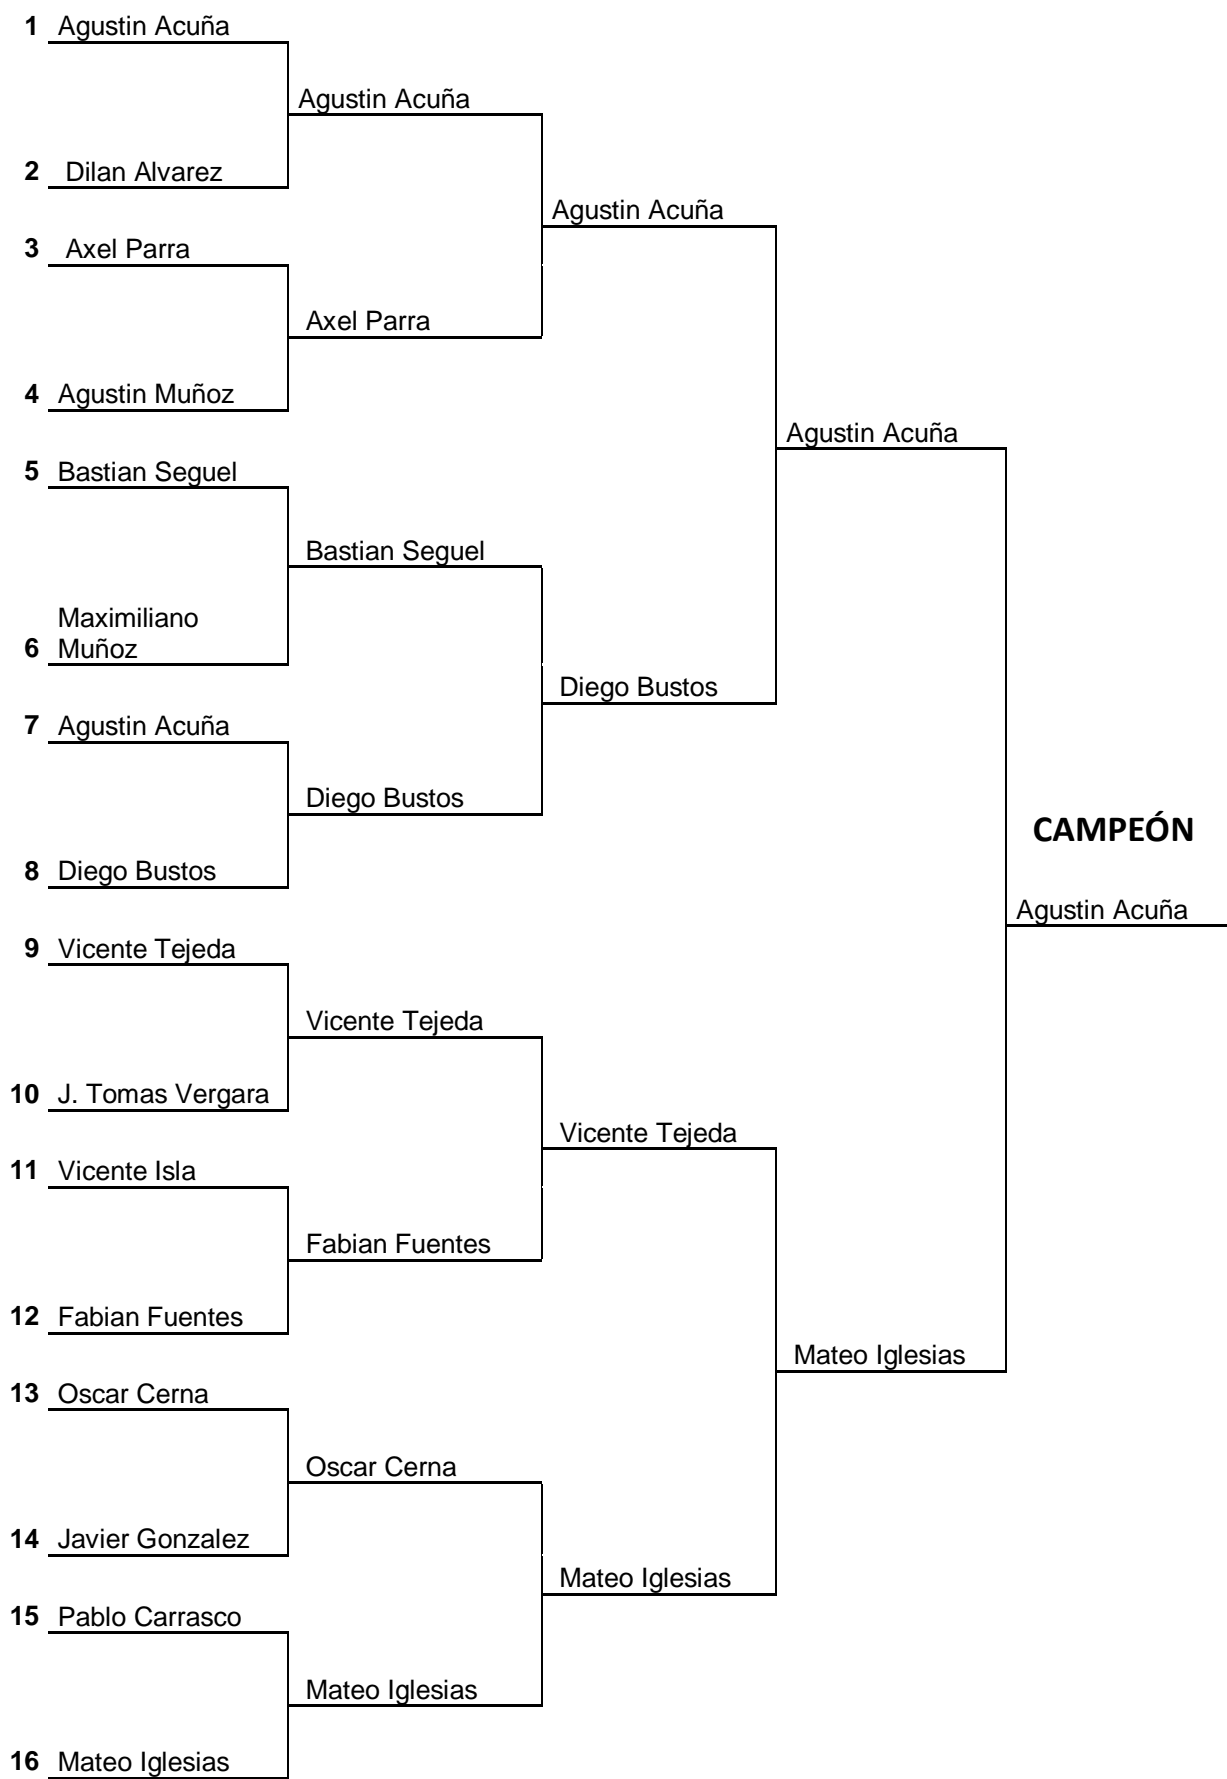 1 Agustin Acuña
Agustin Acuña
2 Dilan Alvarez
Agustin Acuña
3 Axel Parra
Axel Parra
4 Agustin Muñoz
Agustin Acuña
5 Bastian Seguel
Bastian Seguel
Maximiliano
6 Muñoz
Diego Bustos
7 Agustin Acuña
Diego Bustos
CAMPEÓN
8 Diego Bustos
Agustin Acuña
9 Vicente Tejeda
Vicente Tejeda
10 J. Tomas Vergara
Vicente Tejeda
11 Vicente Isla
Fabian Fuentes
12 Fabian Fuentes
Mateo Iglesias
13 Oscar Cerna
Oscar Cerna
14 Javier Gonzalez
Mateo Iglesias
15 Pablo Carrasco
Mateo Iglesias
16 Mateo Iglesias